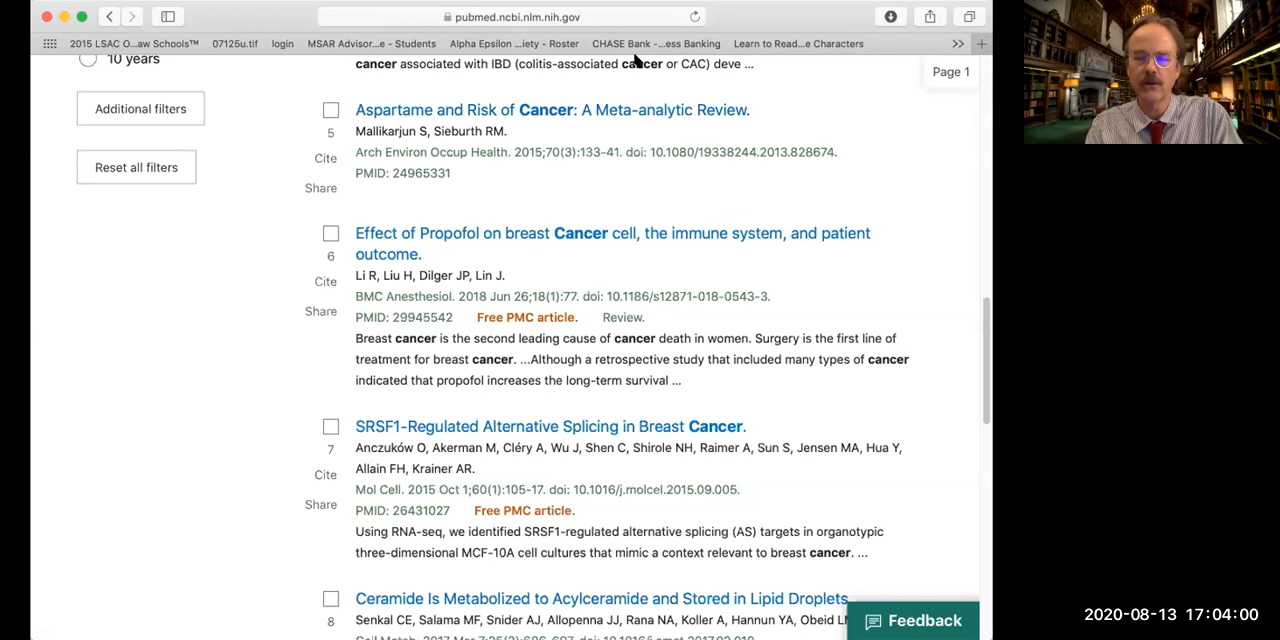 pubmed.ncbi.nlm.nih.gov
2015 LSAC O...aw Schools™ 07125u.tif login MSAR Advisor...e - Students Alpha Epsilon ...iety - Roster CHASE Bank -...ess Banking Learn to Read...e Characters
10 years
cancer associated with IBD (colitis-associated cancer or CAC) deve ...
Page 1
Additional filters
Reset all filters
Aspartame and Risk of Cancer: A Meta-analytic Review.
5
Mallikarjun S, Sieburth RM.
Cite
Arch Environ Occup Health. 2015;70(3):133-41. doi: 10.1080/19338244.2013.828674.
PMID: 24965331
Share
Effect of Propofol on breast Cancer cell, the immune system, and patient
outcome.
6
Li R, Liu H, Dilger JP, Lin J.
Cite
BMC Anesthesiol. 2018 Jun 26;18(1):77. doi: 10.1186/s12871-018-0543-3.
Share
PMID: 29945542 Free PMC article. Review.
Breast cancer is the second leading cause of cancer death in women. Surgery is the first line of
treatment for breast cancer. ...Although a retrospective study that included many types of cancer
indicated that propofol increases the long-term survival ...
SRSF1-Regulated Alternative Splicing in Breast Cancer.
7
Anczuków O, Akerman M, Cléry A, Wu J, Shen C, Shirole NH, Raimer A, Sun S, Jensen MA, Hua Y,
Allain FH, Krainer AR.
Cite
Mol Cell. 2015 Oct 1;60(1):105-17. doi: 10.1016/j.molcel.2015.09.005.
Share
PMID: 26431027 Free PMC article.
Using RNA-seq, we identified SRSF1-regulated alternative splicing (AS) targets in organotypic
three-dimensional MCF-10A cell cultures that mimic a context relevant to breast cancer. ...
Ceramide Is Metabolized to Acylceramide and Stored in Lipid Droplets.
8
Senkal CE, Salama MF, Snider AJ, Allopenna JJ, Rana NA, Koller A, Hannun YA, Obeid
Feedback
2020-08-13 17:04:00